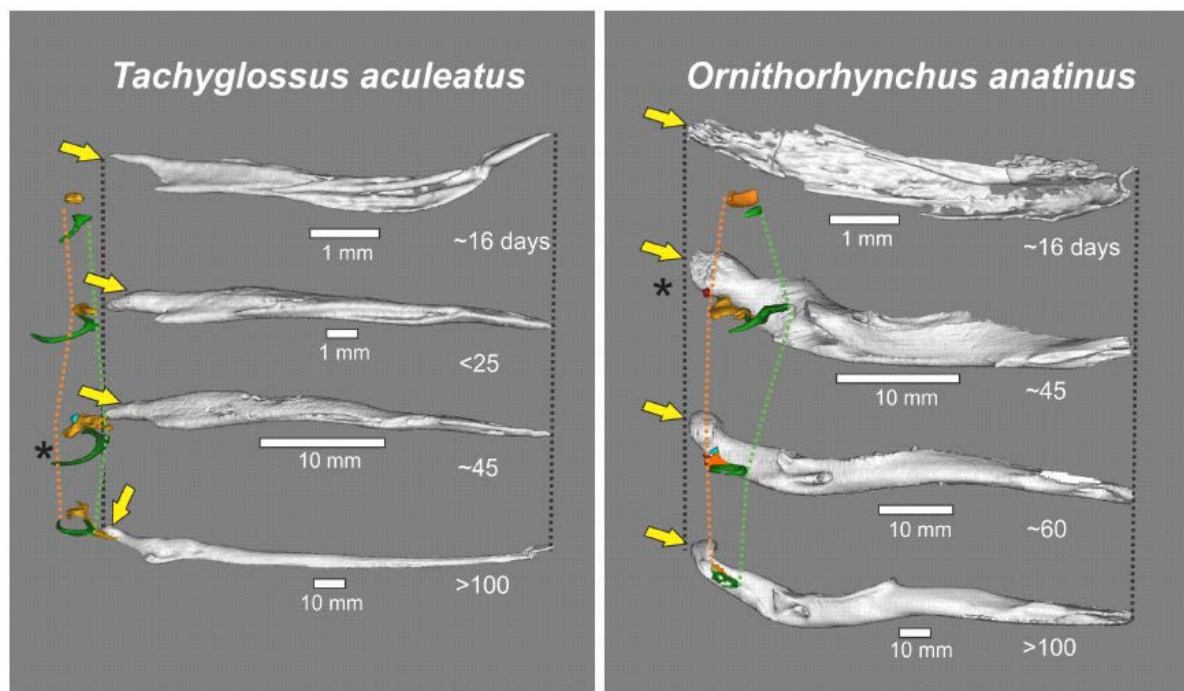 Tachyglossus aculeatus
1 mm
~16 days
1 mm
<25
*
10 mm
~45
10 mm
>100
Ornithorhynchus anatinus
1 mm
~16 days
*
10 mm
~45
10 mm
~60
10 mm
>100